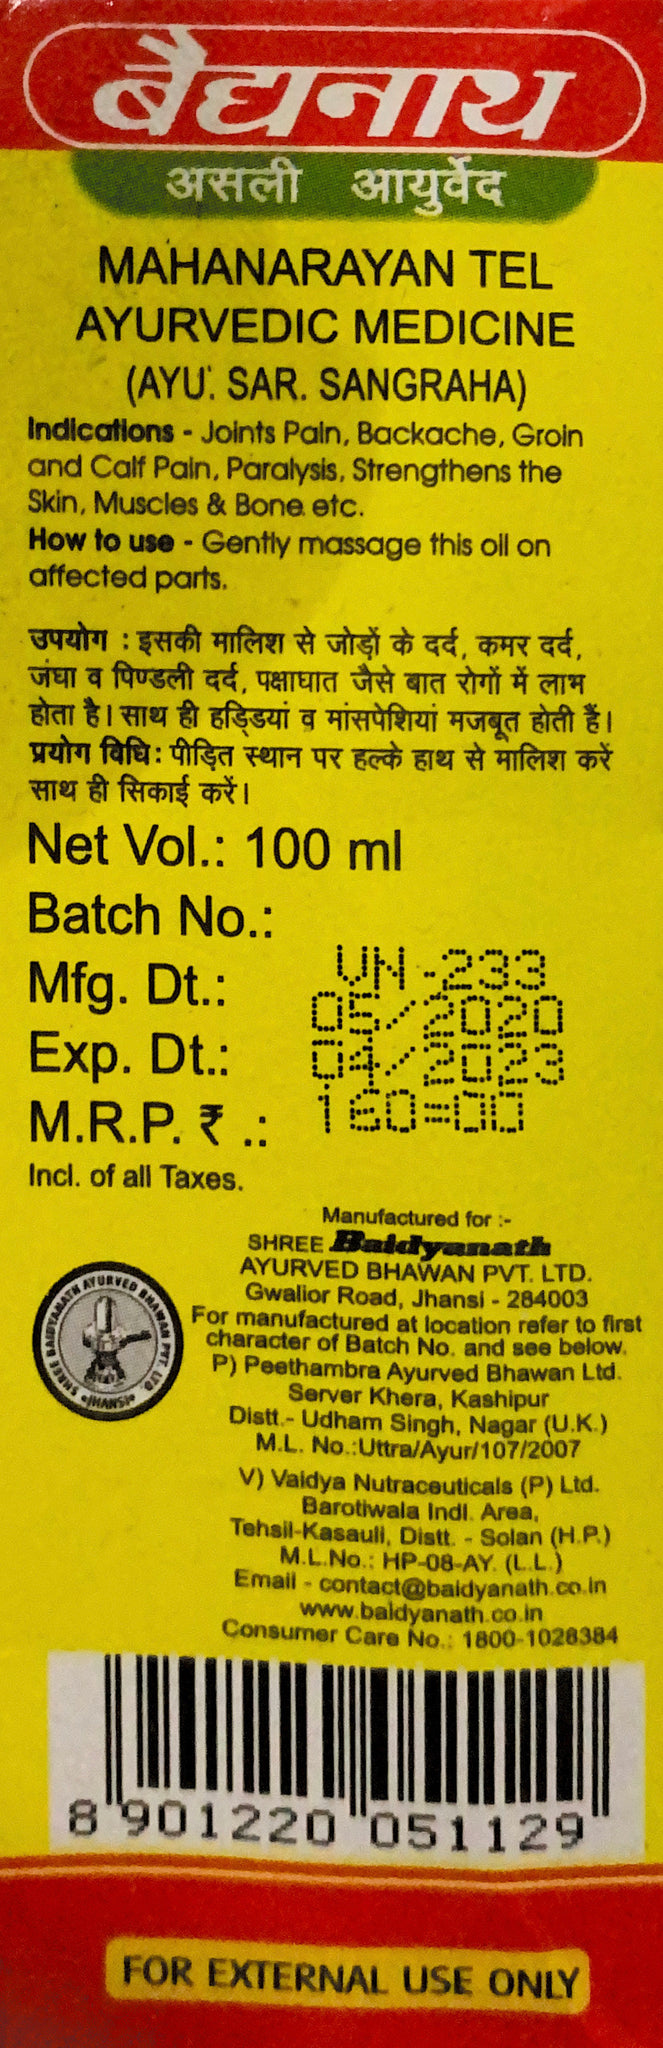 बैद्यनाथ
असली आयुर्वेद
MAHANARAYAN TEL
AYURVEDIC MEDICINE
(AYU. SAR. SANGRAHA)
Indications - Joints Pain, Backache, Groin
and Calf Pain, Paralysis, Strengthens the
Skin, Muscles & Bone etc.
How to use - Gently massage this oil on
affected parts.
उपयोग : इसकी मालिश से जोड़ों के दर्द, कमर दर्द,
जंघा व पिण्डली दर्द, पक्षाघात जैसे बात रोगों में लाभ
होता है। साथ ही हड्डियां व मांसपेशियां मजबूत होती हैं।
प्रयोग विधि : पीड़ित स्थान पर हल्के हाथ से मालिश करें
साथ ही सिकाई करें।
Net Vol.: 100 ml
Batch No.: VN-233
Mfg. Dt.: 05/2020
Exp. Dt.: 04/2023
M.R.P. ₹ .: 160=00
Incl. of all Taxes.
Manufactured for :-
SHREE Baidyanath
AYURVED BHAWAN PVT. LTD.
Gwalior Road, Jhansi - 284003
For manufactured at location refer to first
character of Batch No. and see below.
P) Peethambra Ayurved Bhawan Ltd.
Server Khera, Kashipur
Distt.- Udham Singh, Nagar (U.K.)
M.L. No.:Uttra/Ayur/107/2007
V) Vaidya Nutraceuticals (P) Ltd.
Barotiwala Indl. Area,
Tehsil-Kasauli, Distt. - Solan (H.P.)
M.L.No.: HP-08-AY. (L.L.)
Email - contact@baidyanath.co.in
www.baidyanath.co.in
Consumer Care No.: 1800-1028384
SHREE BAIDYANATH AYURVED BHAWAN PVT. LTD.
JHANSI
8 901220 051129
FOR EXTERNAL USE ONLY